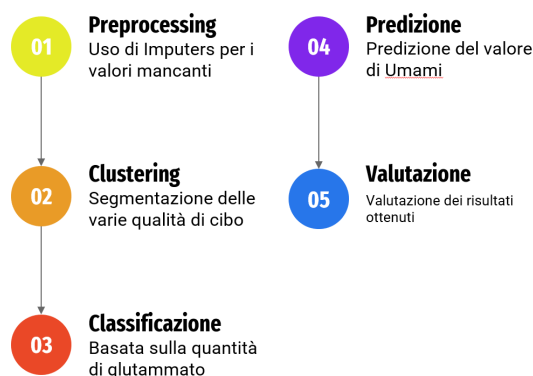 01
Preprocessing
Uso di Imputers per i
valori mancanti
02
Clustering
Segmentazione delle
varie qualità di cibo
03
Classificazione
Basata sulla quantità
di glutammato
04
Predizione
Predizione del valore
di Umami
05
Valutazione
Valutazione dei risultati
ottenuti